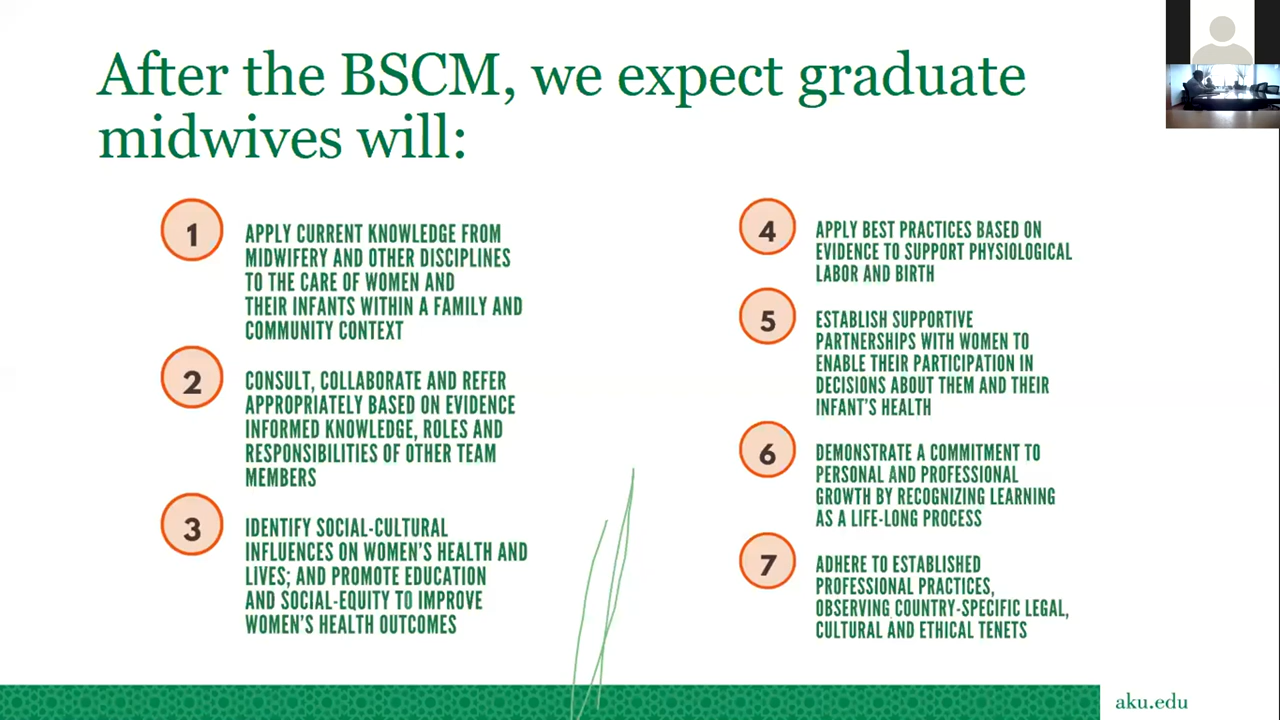 After the BSCM, we expect graduate
midwives will:
1
APPLY CURRENT KNOWLEDGE FROM
MIDWIFERY AND OTHER DISCIPLINES
TO THE CARE OF WOMEN AND
THEIR INFANTS WITHIN A FAMILY AND
COMMUNITY CONTEXT
2
CONSULT, COLLABORATE AND REFER
APPROPRIATELY BASED ON EVIDENCE
INFORMED KNOWLEDGE, ROLES AND
RESPONSIBILITIES OF OTHER TEAM
MEMBERS
3
IDENTIFY SOCIAL-CULTURAL
INFLUENCES ON WOMEN'S HEALTH AND
LIVES; AND PROMOTE EDUCATION
AND SOCIAL-EQUITY TO IMPROVE
WOMEN'S HEALTH OUTCOMES
4
APPLY BEST PRACTICES BASED ON
EVIDENCE TO SUPPORT PHYSIOLOGICAL
LABOR AND BIRTH
5
ESTABLISH SUPPORTIVE
PARTNERSHIPS WITH WOMEN TO
ENABLE THEIR PARTICIPATION IN
DECISIONS ABOUT THEM AND THEIR
INFANT'S HEALTH
6
DEMONSTRATE A COMMITMENT TO
PERSONAL AND PROFESSIONAL
GROWTH BY RECOGNIZING LEARNING
AS A LIFE-LONG PROCESS
7
ADHERE TO ESTABLISHED
PROFESSIONAL PRACTICES,
OBSERVING COUNTRY-SPECIFIC LEGAL,
CULTURAL AND ETHICAL TENETS
aku.edu